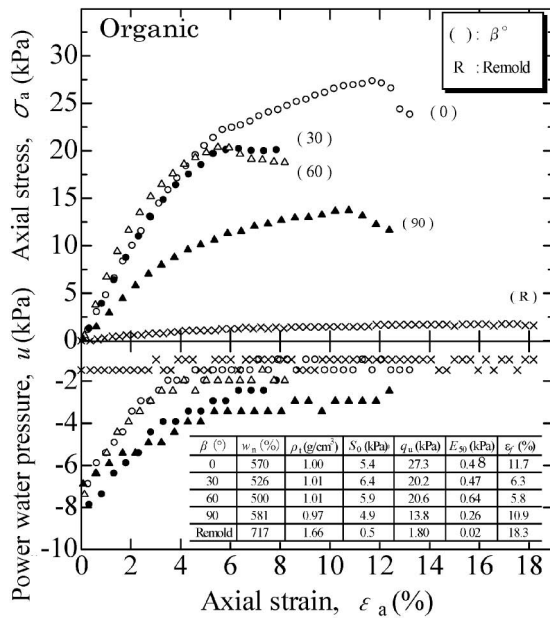 Organic
( ) : β°
R : Remold
Axial stress, σa (kPa)
35
30
25
20
15
10
5
0
(0)
(30)
(60)
(90)
(R)
Power water pressure, u (kPa)
-2
-4
-6
-8
-10
β (°) wn (%) ρt (g/cm³) S0 (kPa) qu (kPa) E50 (kPa) εf (%)
0 570 1.00 5.4 27.3 0.48 11.7
30 526 1.01 6.4 20.2 0.47 6.3
60 500 1.01 5.9 20.6 0.64 5.8
90 581 0.97 4.9 13.8 0.26 10.9
Remold 717 1.66 0.5 1.80 0.02 18.3
0 2 4 6 8 10 12 14 16 18
Axial strain, εa (%)